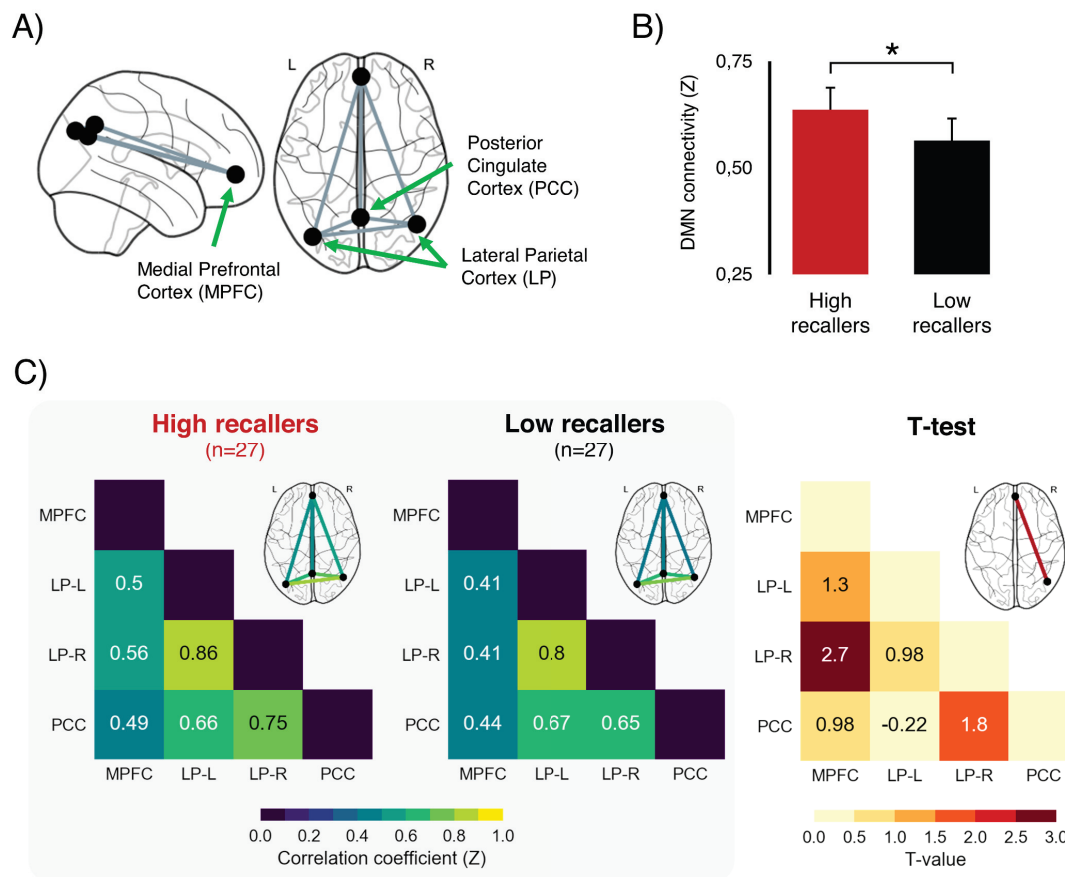 A)
L R
Posterior
Cingulate
Cortex (PCC)
Lateral Parietal
Cortex (LP)
Medial Prefrontal
Cortex (MPFC)
B)
DMN connectivity (Z)
0,75
0,50
0,25
*
High
recallers
Low
recallers
C)
High recallers
(n=27)
L R
MPFC
LP-L 0.5
LP-R 0.56 0.86
PCC 0.49 0.66 0.75
MPFC LP-L LP-R PCC
Low recallers
(n=27)
L R
0.41
0.41 0.8
0.44 0.67 0.65
MPFC LP-L LP-R PCC
0.0 0.2 0.4 0.6 0.8 1.0
Correlation coefficient (Z)
T-test
L R
MPFC
LP-L 1.3
LP-R 2.7 0.98
PCC 0.98 -0.22 1.8
MPFC LP-L LP-R PCC
0.0 0.5 1.0 1.5 2.0 2.5 3.0
T-value